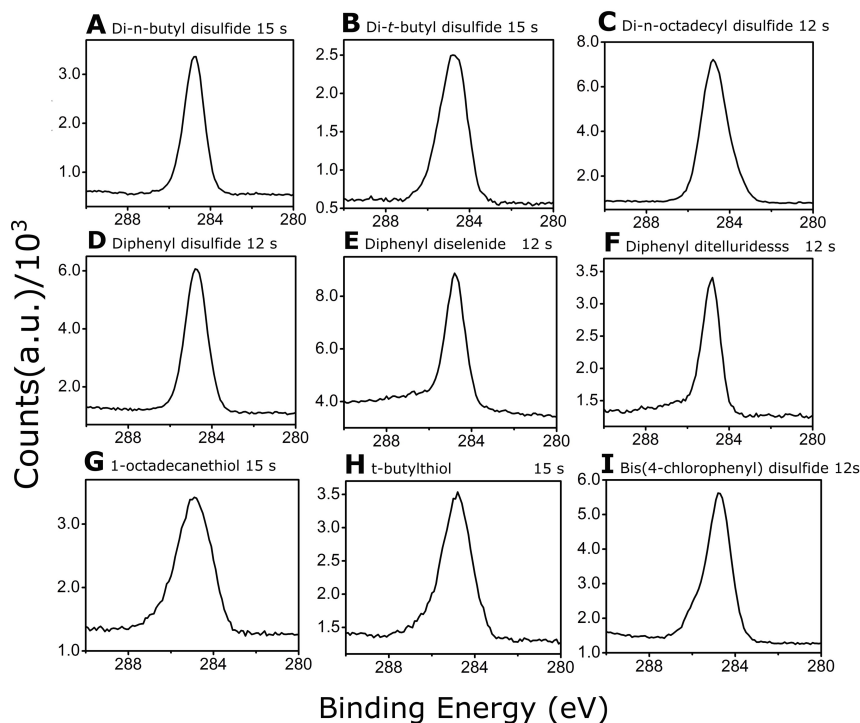 A Di-n-butyl disulfide 15 s
B Di-t-butyl disulfide 15 s
C Di-n-octadecyl disulfide 12 s
3.0
2.0
1.0
288 284 280
2.5
2.0
1.5
1.0
0.5
288 284 280
8.0
6.0
4.0
2.0
288 284 280
D Diphenyl disulfide 12 s
E Diphenyl diselenide 12 s
F Diphenyl ditelluridesss 12 s
6.0
4.0
2.0
288 284 280
8.0
6.0
4.0
288 284 280
3.5
3.0
2.5
2.0
1.5
288 284 280
G 1-octadecanethiol 15 s
H t-butylthiol 15 s
I Bis(4-chlorophenyl) disulfide 12s
3.0
2.0
1.0
288 284 280
3.5
3.0
2.5
2.0
1.5
288 284 280
6.0
5.0
4.0
3.0
2.0
1.0
288 284 280
Counts(a.u.)/10³
Binding Energy (eV)